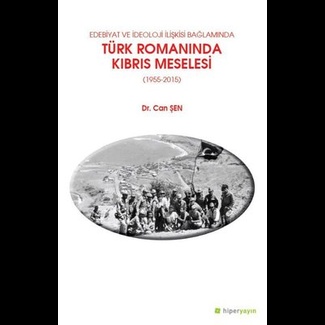 EDEBİYAT VE İDEOLOJİ İLİŞKİSİ BAĞLAMINDA
TÜRK ROMANINDA
KIBRIS MESELESİ
(1955-2015)
Dr. Can ŞEN
hiperyayın